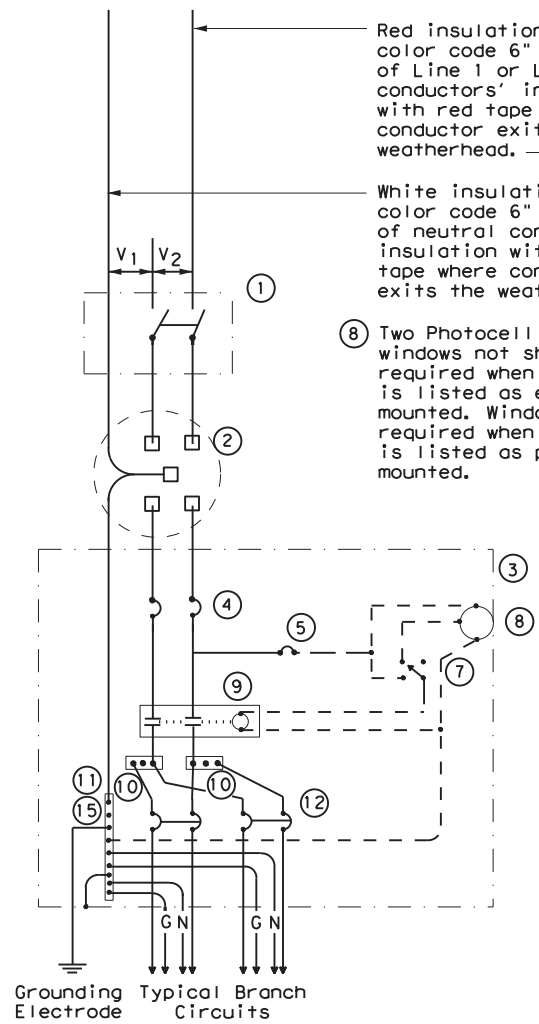 Red insulation
color code 6"
of Line 1 or L
conductors' in
with red tape
conductor exit
weatherhead.
White insulati
color code 6"
of neutral con
insulation wit
tape where con
exits the weat
V1 V2
1
8 Two Photocell
windows not sh
required when
is listed as e
mounted. Windo
required when
is listed as p
mounted.
2
3
4
5
8
7
9
11
10
10
12
15
G N
G N
Grounding
Electrode
Typical Branch
Circuits